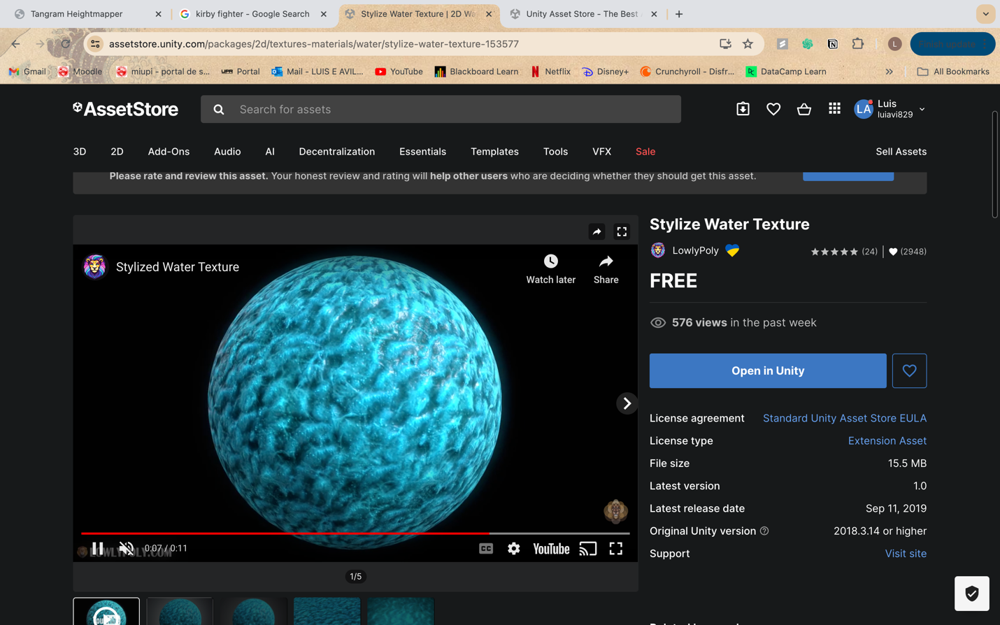 Tangram Heightmapper
kirby fighter - Google Search
Stylize Water Texture | 2D Wa
Unity Asset Store - The Best
assetstore.unity.com/packages/2d/textures-materials/water/stylize-water-texture-153577
L
Finish update
Gmail
Moodle
miupi - portal de s...
UPR Portal
Mail - LUIS E AVIL...
YouTube
Blackboard Learn
Netflix
Disney+
Crunchyroll - Disfr...
DataCamp Learn
All Bookmarks
AssetStore
Search for assets
LA
Luis
luiavi829
3D
2D
Add-Ons
Audio
AI
Decentralization
Essentials
Templates
Tools
VFX
Sale
Sell Assets
Please rate and review this asset. Your honest review and rating will help other users who are deciding whether they should get this asset.
Stylized Water Texture
Watch later
Share
LOWLYPOLY.COM
0:07 / 0:11
CC
YouTube
1/5
Stylize Water Texture
LowlyPoly
(24)
(2948)
FREE
576 views in the past week
Open in Unity
License agreement
Standard Unity Asset Store EULA
License type
Extension Asset
File size
15.5 MB
Latest version
1.0
Latest release date
Sep 11, 2019
Original Unity version
2018.3.14 or higher
Support
Visit site